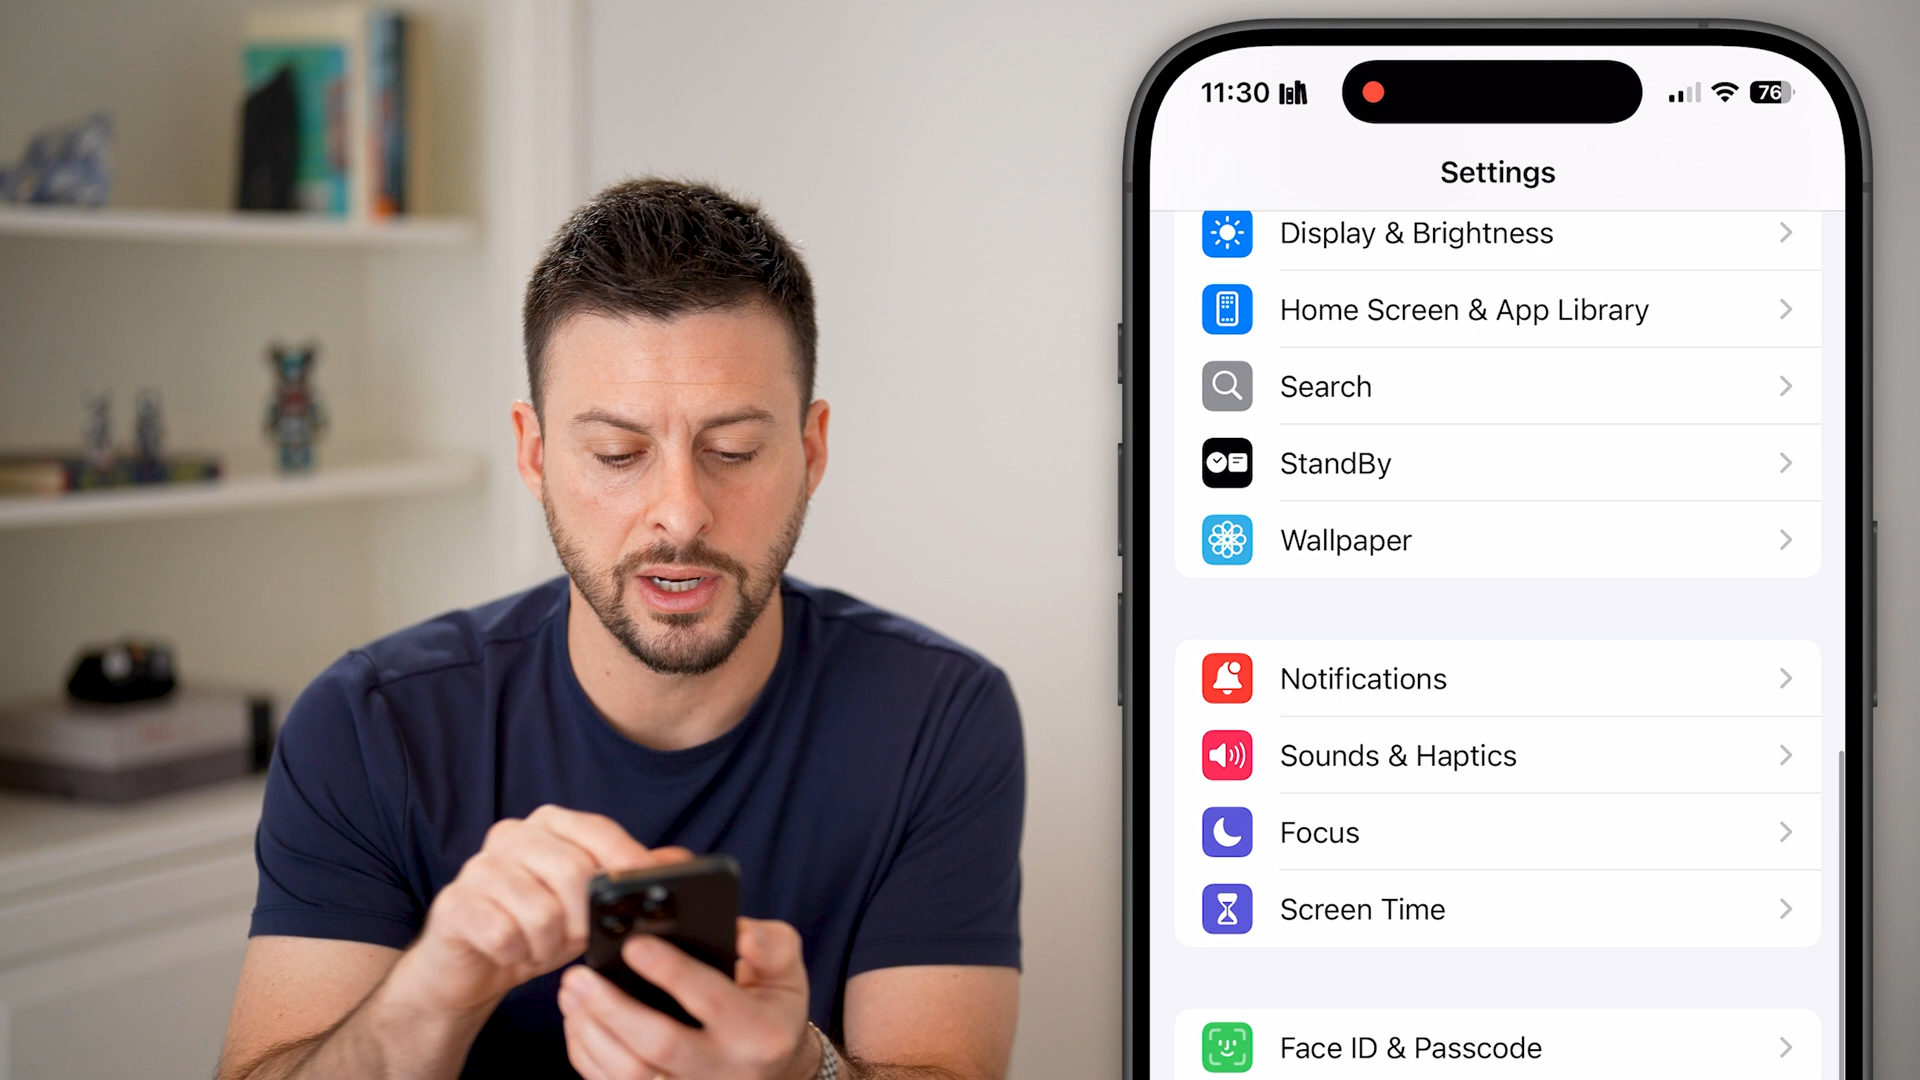 11:30
76
Settings
Display & Brightness
Home Screen & App Library
Search
StandBy
Wallpaper
Notifications
Sounds & Haptics
Focus
Screen Time
Face ID & Passcode